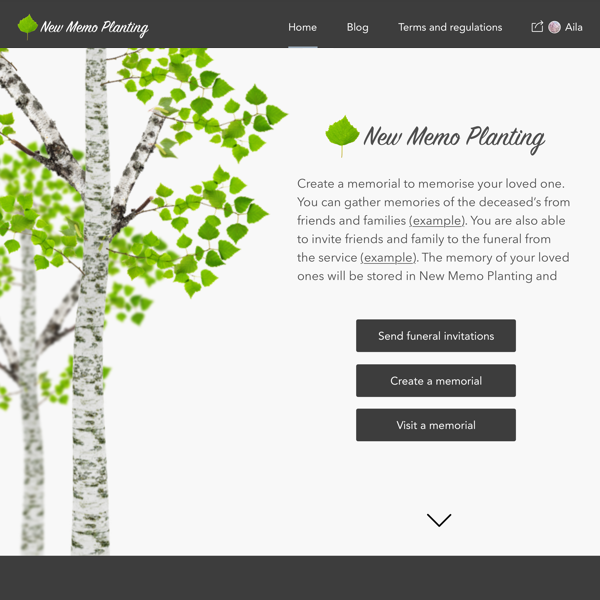 New Memo Planting
Home
Blog
Terms and regulations
Aila
New Memo Planting
Create a memorial to memorise your loved one.
You can gather memories of the deceased’s from
friends and families (example). You are also able
to invite friends and family to the funeral from
the service (example). The memory of your loved
ones will be stored in New Memo Planting and
Send funeral invitations
Create a memorial
Visit a memorial